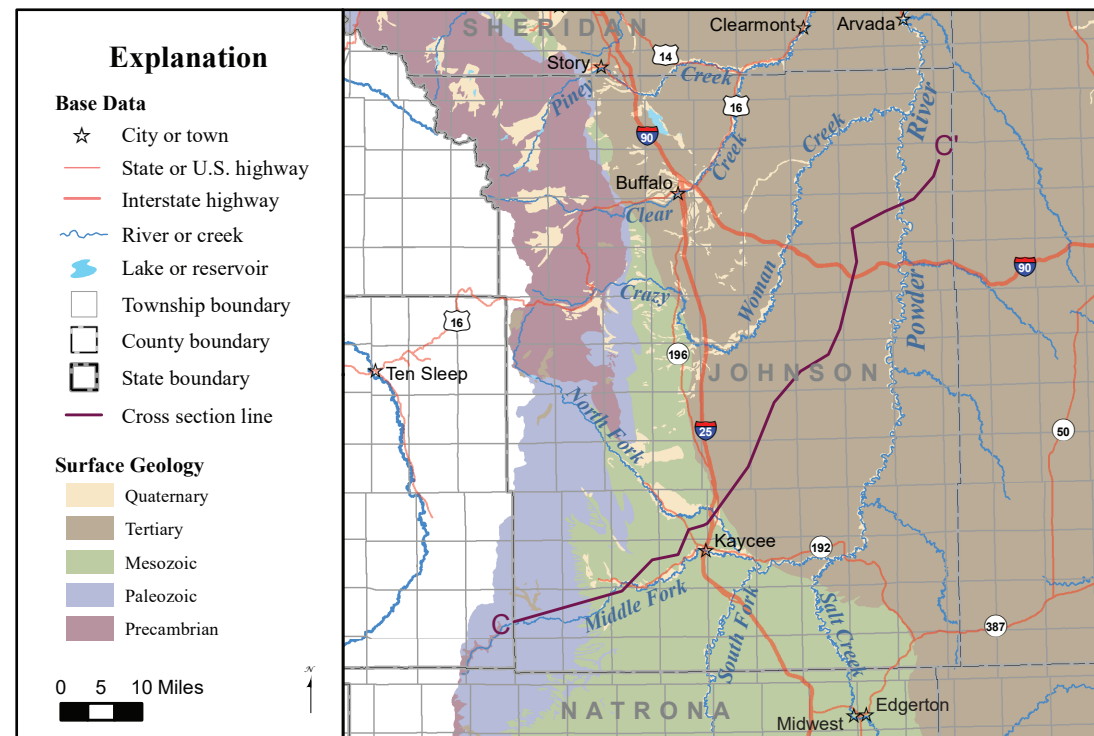 Explanation
Base Data
City or town
State or U.S. highway
Interstate highway
River or creek
Lake or reservoir
Township boundary
County boundary
State boundary
Cross section line
Surface Geology
Quaternary
Tertiary
Mesozoic
Paleozoic
Precambrian
0 5 10 Miles
N
SHERIDAN
Clearmont
Arvada
Story
14
Creek
Piney
16
90
Creek
Creek
River
C'
Buffalo
Clear
Crazy
Woman
90
Powder
16
196
Ten Sleep
JOHNSON
North Fork
25
50
Kaycee
192
C
Middle Fork
South Fork
Salt Creek
387
NATRONA
Midwest
Edgerton